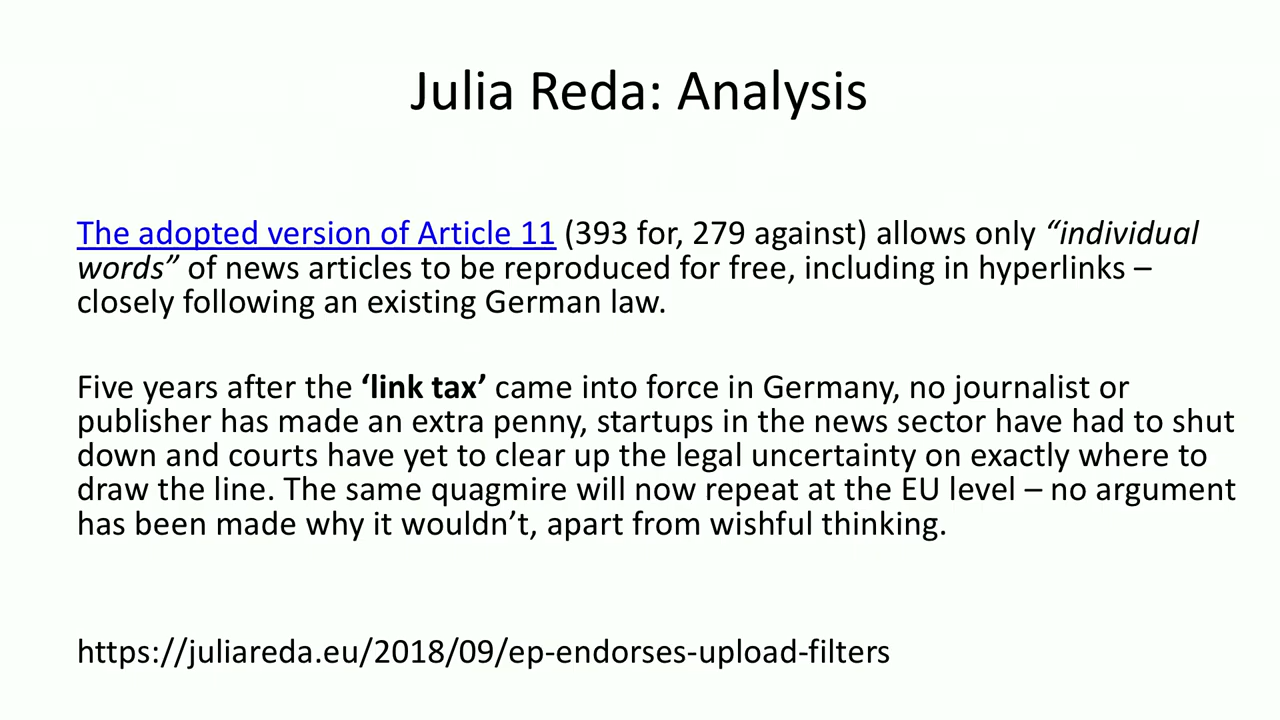 Julia Reda: Analysis
The adopted version of Article 11 (393 for, 279 against) allows only “individual
words” of news articles to be reproduced for free, including in hyperlinks –
closely following an existing German law.
Five years after the ‘link tax’ came into force in Germany, no journalist or
publisher has made an extra penny, startups in the news sector have had to shut
down and courts have yet to clear up the legal uncertainty on exactly where to
draw the line. The same quagmire will now repeat at the EU level – no argument
has been made why it wouldn’t, apart from wishful thinking.
https://juliareda.eu/2018/09/ep-endorses-upload-filters